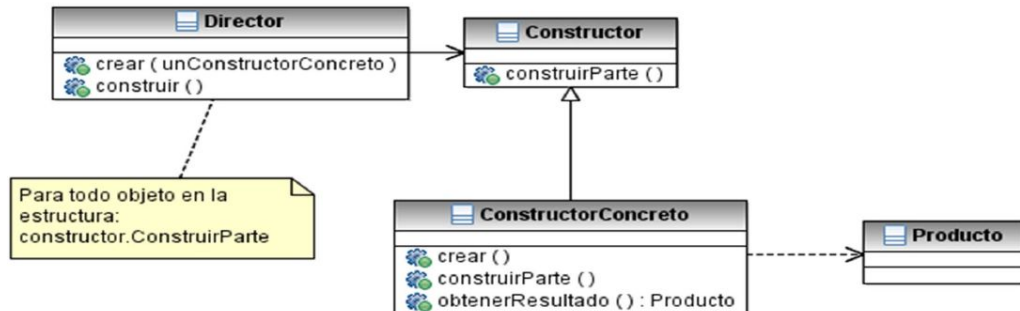 Director
crear ( unConstructorConcreto )
construir ( )
Constructor
construirParte ( )
Para todo objeto en la
estructura:
constructor.ConstruirParte
ConstructorConcreto
crear ( )
construirParte ( )
obtenerResultado ( ) : Producto
Producto